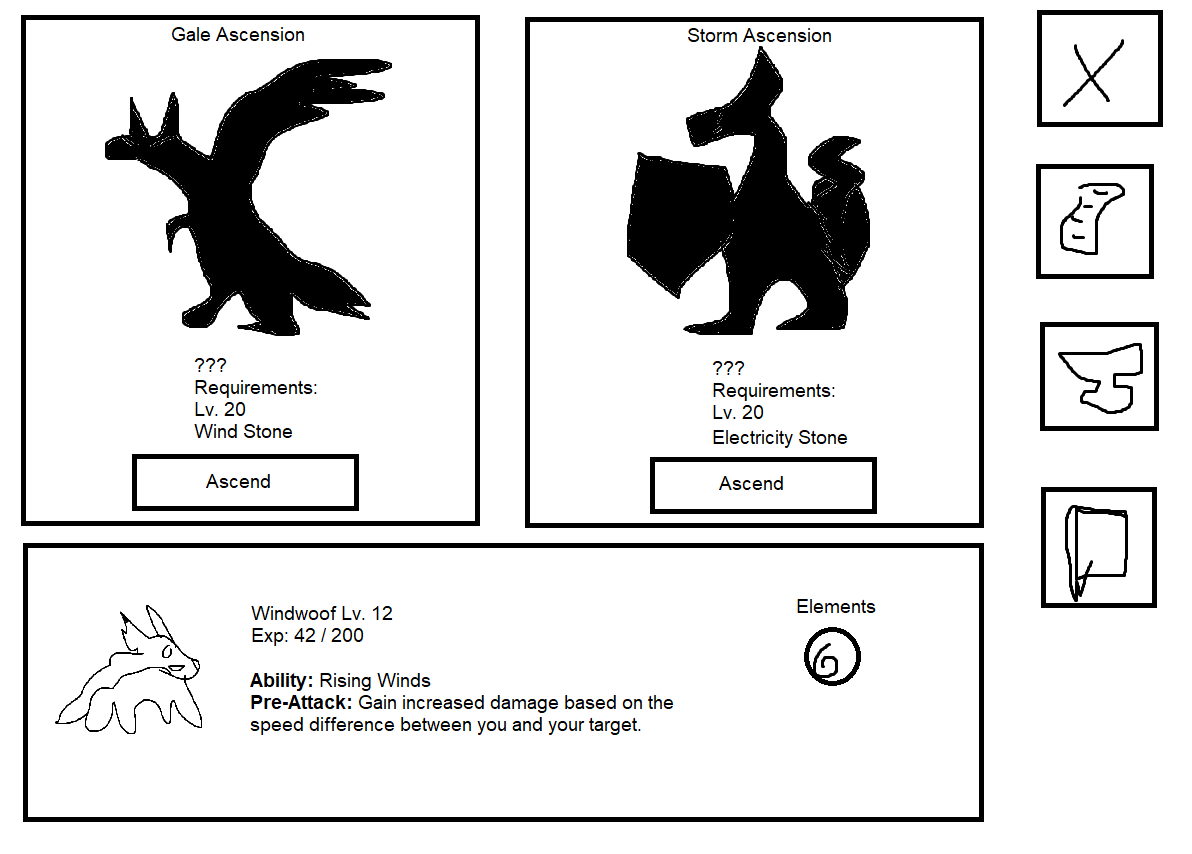 Gale Ascension
???
Requirements:
Lv. 20
Wind Stone
Ascend
Storm Ascension
???
Requirements:
Lv. 20
Electricity Stone
Ascend
Windwoof Lv. 12
Exp: 42 / 200
Ability: Rising Winds
Pre-Attack: Gain increased damage based on the
speed difference between you and your target.
Elements